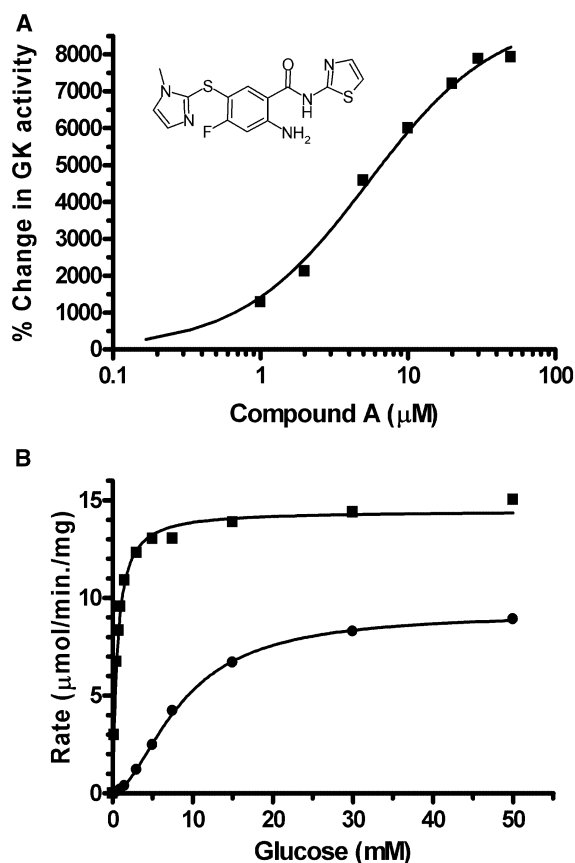 A
% Change in GK activity
8000
7000
6000
5000
4000
3000
2000
1000
0
0.1 1 10 100
Compound A (μM)
N
N
S
F
O
N
H
NH2
N
S
B
Rate (μmol/min./mg)
15
10
5
0
0 10 20 30 40 50
Glucose (mM)